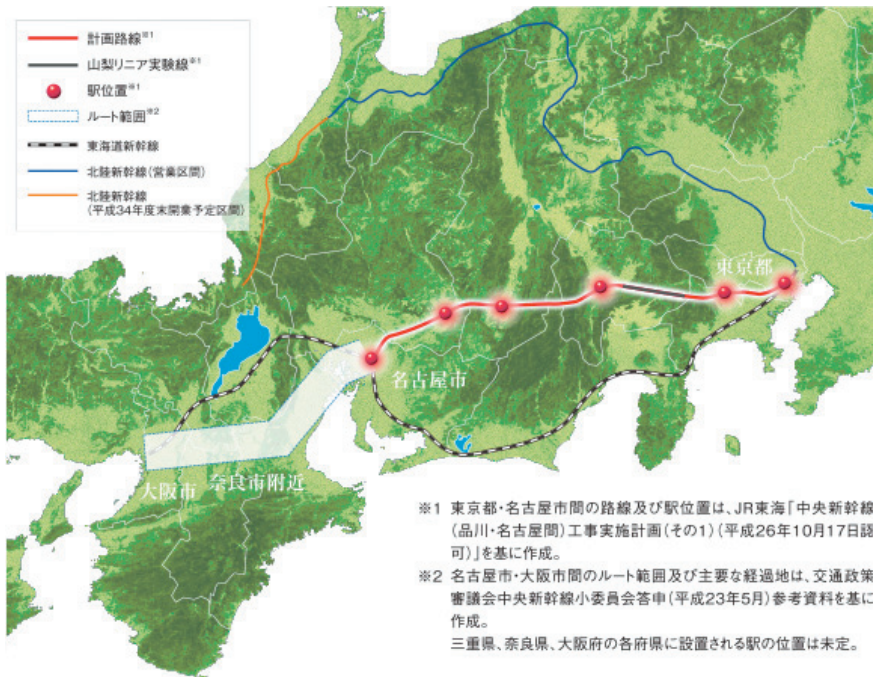 計画路線※1
山梨リニア実験線※1
駅位置※1
ルート範囲※2
東海道新幹線
北陸新幹線(営業区間)
北陸新幹線
(平成34年度末開業予定区間)
東京都
名古屋市
大阪市
奈良市附近
※1 東京都・名古屋市間の路線及び駅位置は、JR東海「中央新幹線
(品川・名古屋間)工事実施計画(その1)(平成26年10月17日認
可)」を基に作成。
※2 名古屋市・大阪市間のルート範囲及び主要な経過地は、交通政策
審議会中央新幹線小委員会答申(平成23年5月)参考資料を基に
作成。
三重県、奈良県、大阪府の各府県に設置される駅の位置は未定。